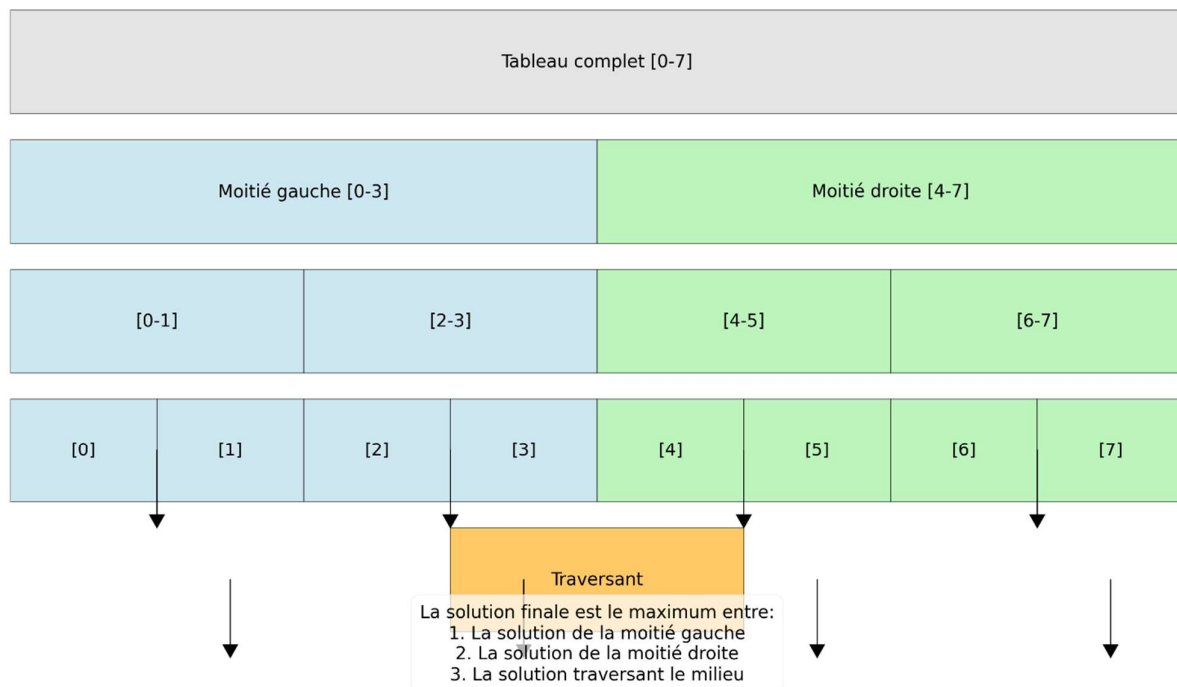 Tableau complet [0-7]
Moitié gauche [0-3]
Moitié droite [4-7]
[0-1]
[2-3]
[4-5]
[6-7]
[0]
[1]
[2]
[3]
[4]
[5]
[6]
[7]
Traversant
La solution finale est le maximum entre:
1. La solution de la moitié gauche
2. La solution de la moitié droite
3. La solution traversant le milieu